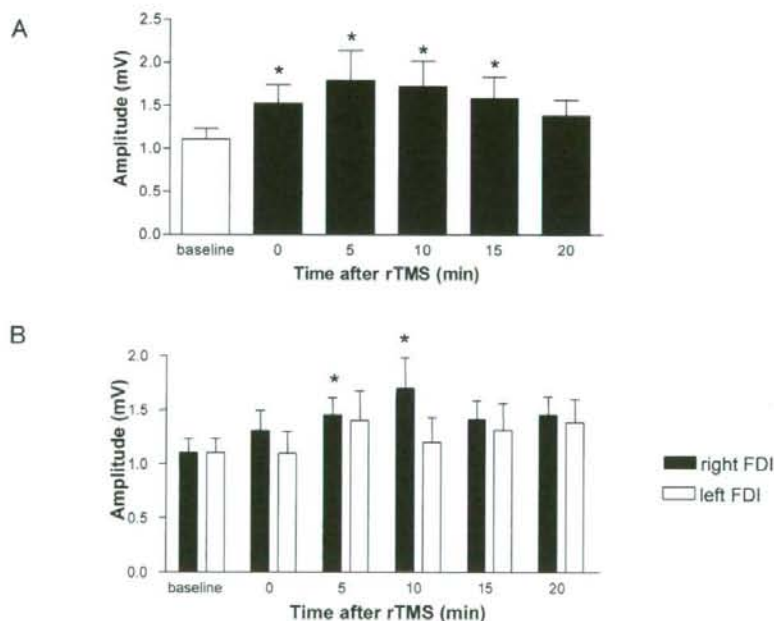 A
Amplitude (mV)
2.5
2.0
1.5
1.0
0.5
0.0
* * * *
baseline 0 5 10 15 20
Time after rTMS (min)
B
Amplitude (mV)
2.0
1.5
1.0
0.5
0.0
* *
baseline 0 5 10 15 20
Time after rTMS (min)
right FDI
left FDI